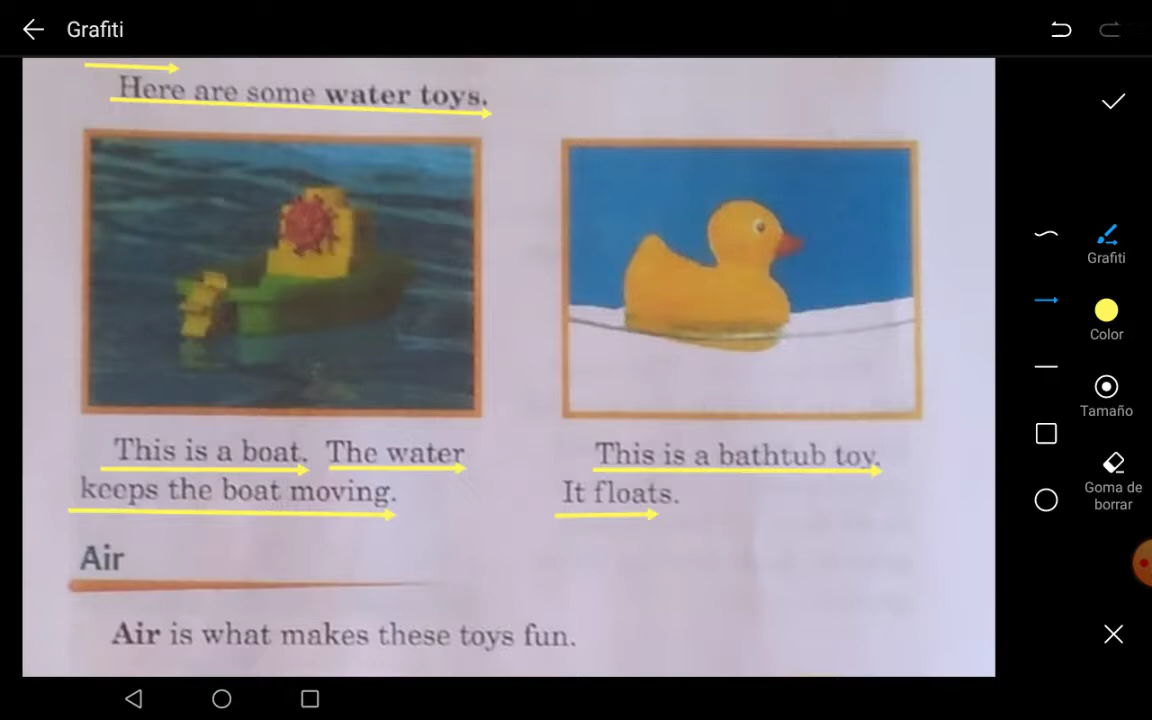 Grafiti
Here are some water toys.
This is a boat. The water
keeps the boat moving.
This is a bathtub toy.
It floats.
Air
Air is what makes these toys fun.
Grafiti
Color
Tamaño
Goma de
borrar